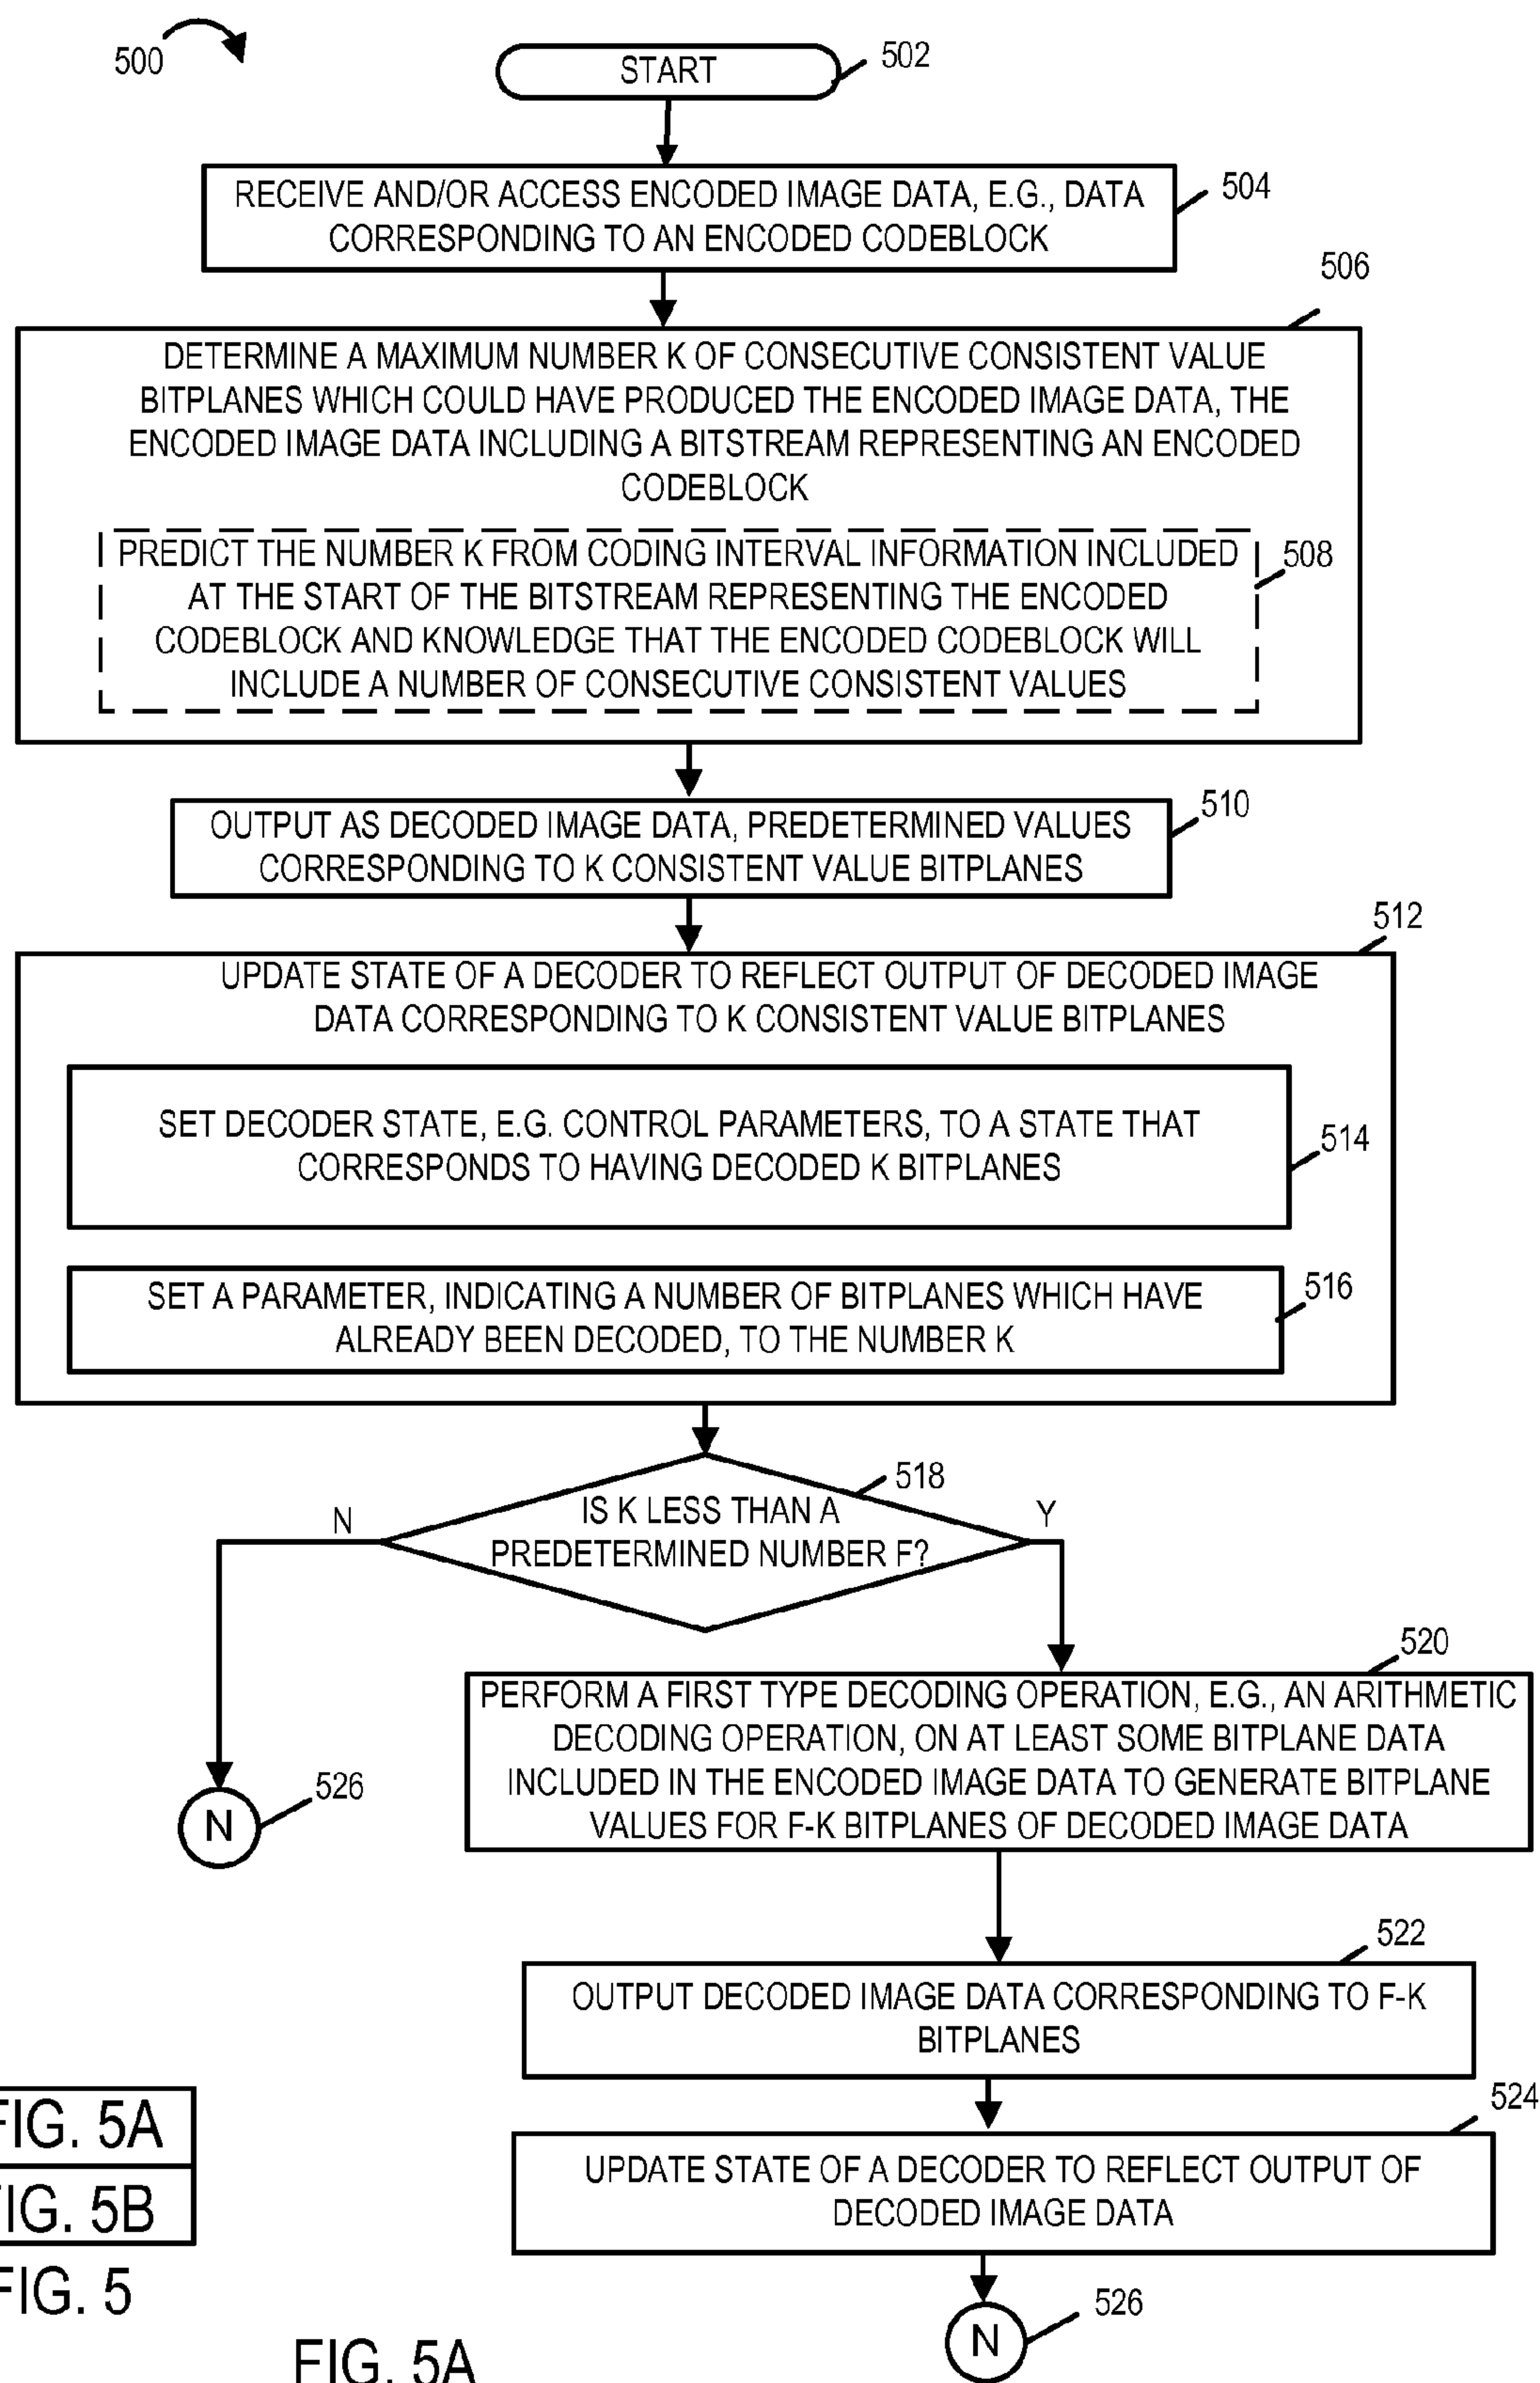 500
START
502
RECEIVE AND/OR ACCESS ENCODED IMAGE DATA, E.G., DATA
CORRESPONDING TO AN ENCODED CODEBLOCK
504
506
DETERMINE A MAXIMUM NUMBER K OF CONSECUTIVE CONSISTENT VALUE
BITPLANES WHICH COULD HAVE PRODUCED THE ENCODED IMAGE DATA, THE
ENCODED IMAGE DATA INCLUDING A BITSTREAM REPRESENTING AN ENCODED
CODEBLOCK
PREDICT THE NUMBER K FROM CODING INTERVAL INFORMATION INCLUDED
AT THE START OF THE BITSTREAM REPRESENTING THE ENCODED
CODEBLOCK AND KNOWLEDGE THAT THE ENCODED CODEBLOCK WILL
INCLUDE A NUMBER OF CONSECUTIVE CONSISTENT VALUES
508
OUTPUT AS DECODED IMAGE DATA, PREDETERMINED VALUES
CORRESPONDING TO K CONSISTENT VALUE BITPLANES
510
512
UPDATE STATE OF A DECODER TO REFLECT OUTPUT OF DECODED IMAGE
DATA CORRESPONDING TO K CONSISTENT VALUE BITPLANES
SET DECODER STATE, E.G. CONTROL PARAMETERS, TO A STATE THAT
CORRESPONDS TO HAVING DECODED K BITPLANES
514
SET A PARAMETER, INDICATING A NUMBER OF BITPLANES WHICH HAVE
ALREADY BEEN DECODED, TO THE NUMBER K
516
518
N
IS K LESS THAN A
PREDETERMINED NUMBER F?
Y
520
PERFORM A FIRST TYPE DECODING OPERATION, E.G., AN ARITHMETIC
DECODING OPERATION, ON AT LEAST SOME BITPLANE DATA
INCLUDED IN THE ENCODED IMAGE DATA TO GENERATE BITPLANE
VALUES FOR F-K BITPLANES OF DECODED IMAGE DATA
N
526
522
OUTPUT DECODED IMAGE DATA CORRESPONDING TO F-K
BITPLANES
524
UPDATE STATE OF A DECODER TO REFLECT OUTPUT OF
DECODED IMAGE DATA
N
526
FIG. 5A
FIG. 5B
FIG. 5
FIG. 5A